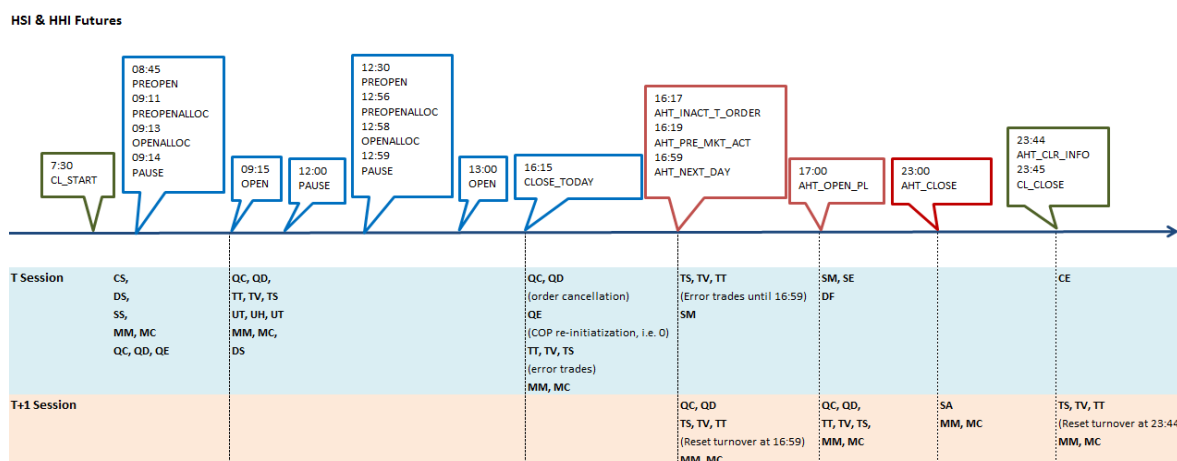 HSI & HHI Futures
7:30
CL_START
08:45
PREOPEN
09:11
PREOPENALLOC
09:13
OPENALLOC
09:14
PAUSE
09:15
OPEN
12:00
PAUSE
12:30
PREOPEN
12:56
PREOPENALLOC
12:58
OPENALLOC
12:59
PAUSE
13:00
OPEN
16:15
CLOSE_TODAY
16:17
AHT_INACT_T_ORDER
16:19
AHT_PRE_MKT_ACT
16:59
AHT_NEXT_DAY
17:00
AHT_OPEN_PL
23:00
AHT_CLOSE
23:44
AHT_CLR_INFO
23:45
CL_CLOSE
T Session
CS,
DS,
SS,
MM, MC
QC, QD, QE
QC, QD,
TT, TV, TS
UT, UH, UT
MM, MC,
DS
QC, QD
(order cancellation)
QE
(COP re-initiatization, i.e. 0)
TT, TV, TS
(error trades)
MM, MC
TS, TV, TT
(Error trades until 16:59)
SM
SM, SE
DF
CE
T+1 Session
QC, QD
TS, TV, TT
(Reset turnover at 16:59)
MM, MC
QC, QD,
TT, TV, TS,
MM, MC
SA
MM, MC
TS, TV, TT
(Reset turnover at 23:44
MM, MC